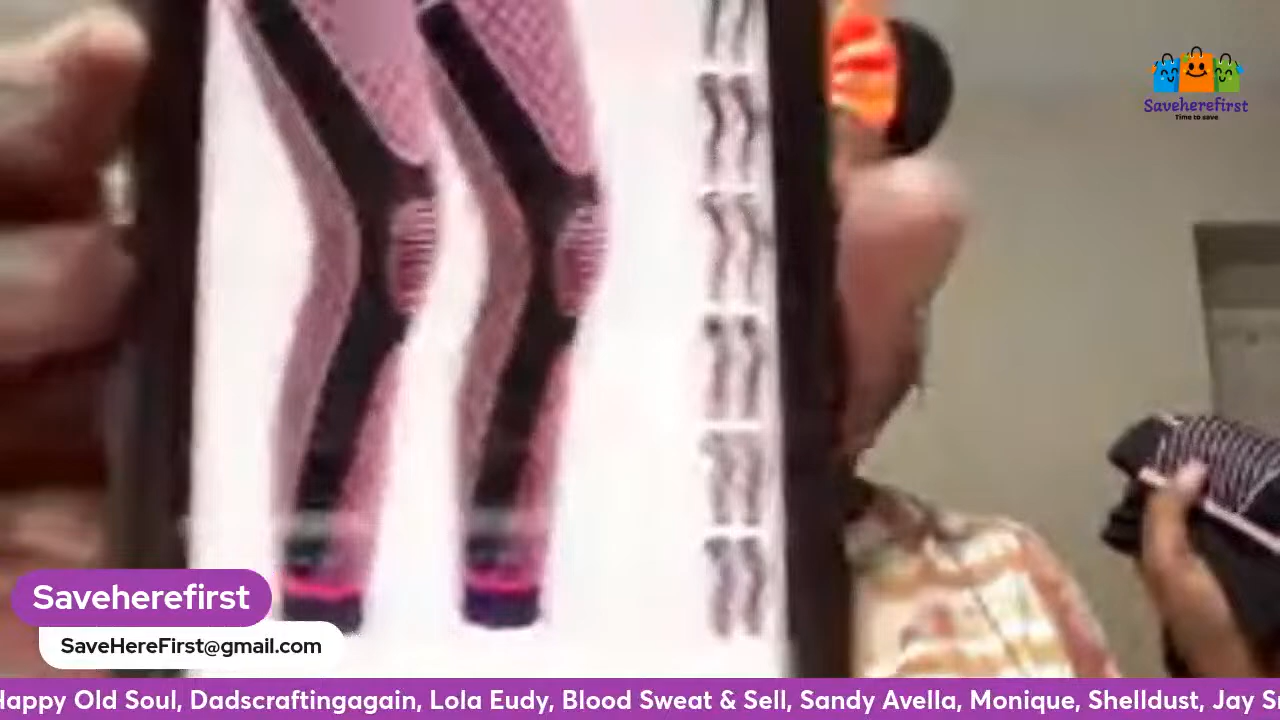 Saveherefirst
Time to save
Saveherefirst
SaveHereFirst@gmail.com
Happy Old Soul, Dadscraftingagain, Lola Eudy, Blood Sweat & Sell, Sandy Avella, Monique, Shelldust, Jay